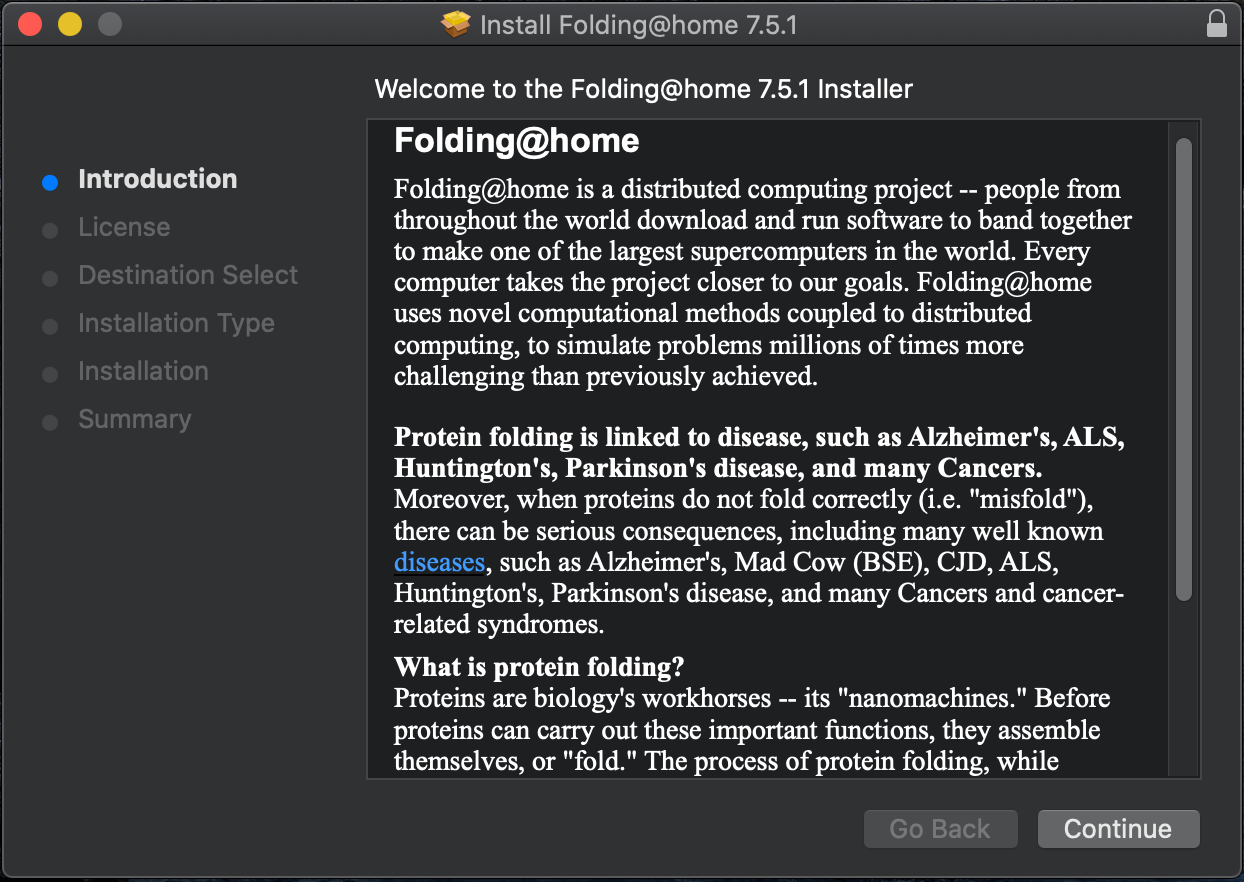 Install Folding@home 7.5.1
Welcome to the Folding@home 7.5.1 Installer
Introduction
License
Destination Select
Installation Type
Installation
Summary
Folding@home
Folding@home is a distributed computing project -- people from
throughout the world download and run software to band together
to make one of the largest supercomputers in the world. Every
computer takes the project closer to our goals. Folding@home
uses novel computational methods coupled to distributed
computing, to simulate problems millions of times more
challenging than previously achieved.
Protein folding is linked to disease, such as Alzheimer's, ALS,
Huntington's, Parkinson's disease, and many Cancers.
Moreover, when proteins do not fold correctly (i.e. "misfold"),
there can be serious consequences, including many well known
diseases, such as Alzheimer's, Mad Cow (BSE), CJD, ALS,
Huntington's, Parkinson's disease, and many Cancers and cancer-
related syndromes.
What is protein folding?
Proteins are biology's workhorses -- its "nanomachines." Before
proteins can carry out these important functions, they assemble
themselves, or "fold." The process of protein folding, while
Go Back
Continue